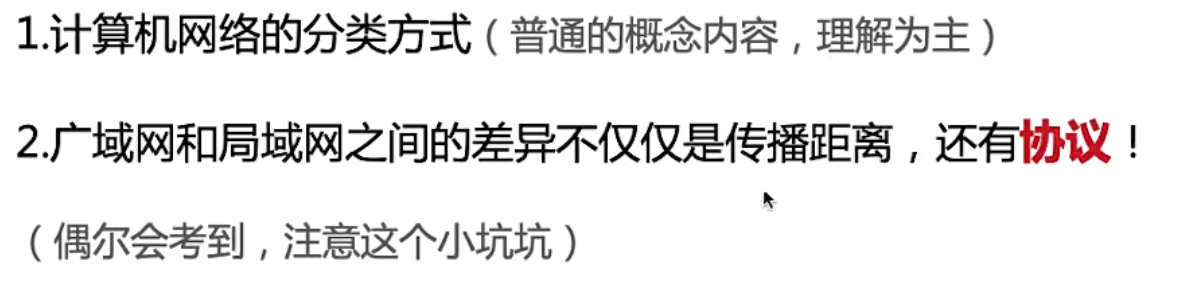 1.计算机网络的分类方式（普通的概念内容，理解为主）
2.广域网和局域网之间的差异不仅仅是传播距离，还有协议！
（偶尔会考到，注意这个小坑坑）